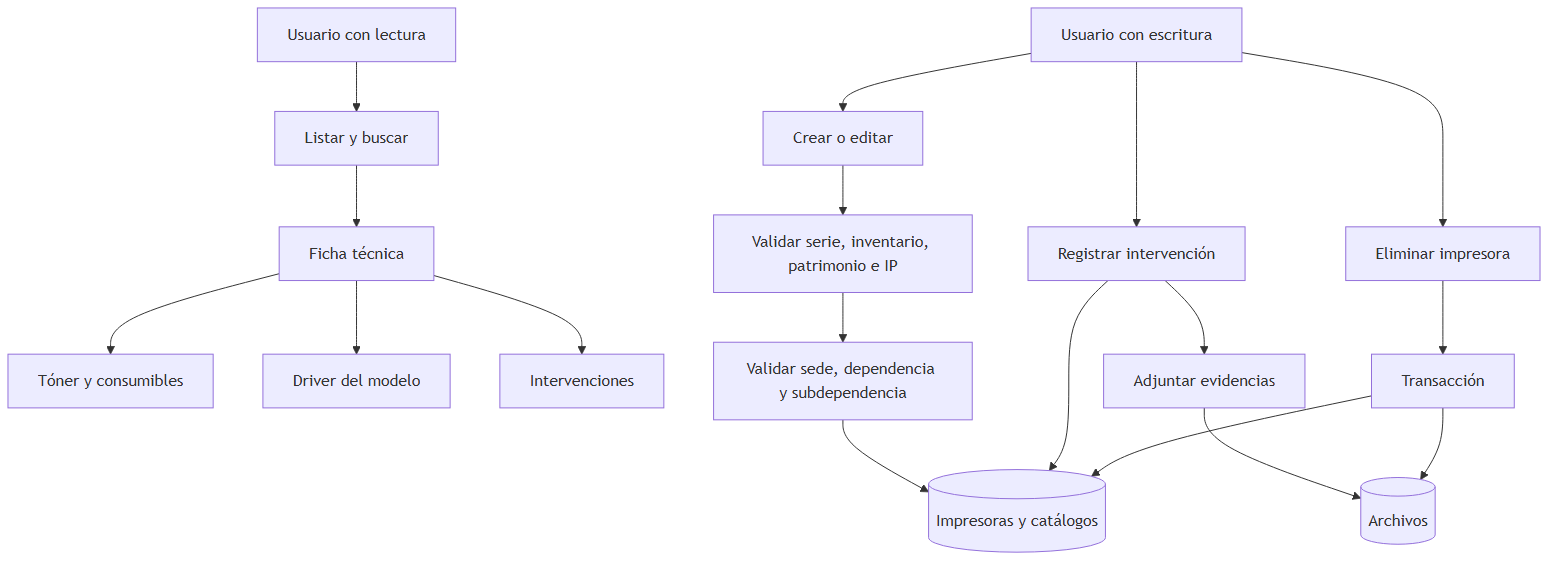 Usuario con lectura
Usuario con escritura
Listar y buscar
Crear o editar
Ficha técnica
Validar serie, inventario,
patrimonio e IP
Registrar intervención
Eliminar impresora
Tóner y consumibles
Driver del modelo
Intervenciones
Validar sede, dependencia
y subdependencia
Adjuntar evidencias
Transacción
Impresoras y catálogos
Archivos